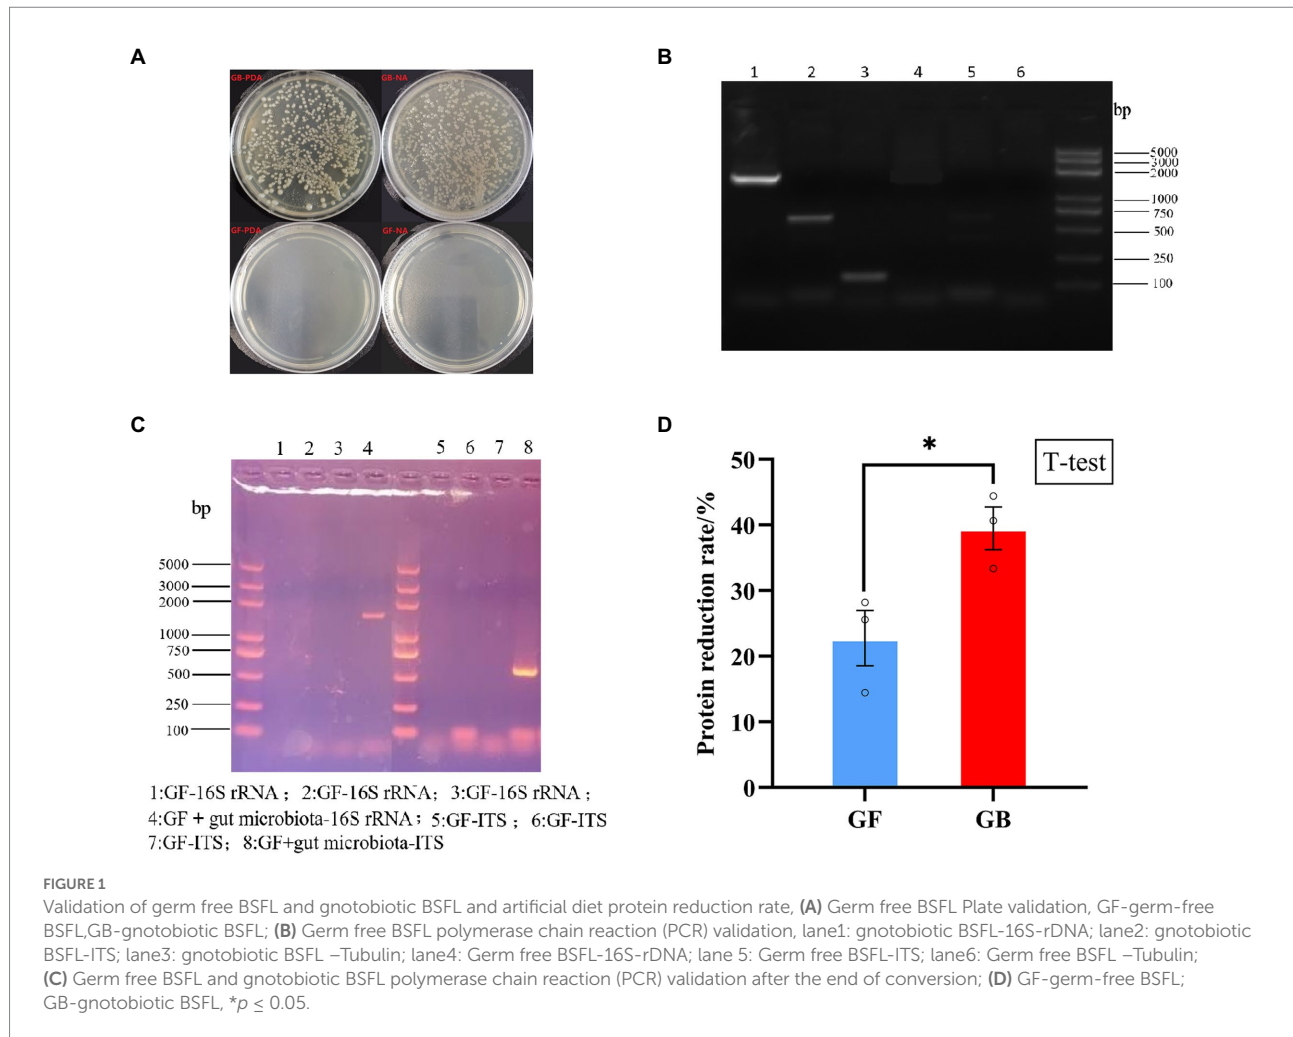 A
GB-PDA
GB-NA
GF-PDA
GF-NA
B
1 2 3 4 5 6
bp
5000
3000
2000
1000
750
500
250
100
C
1 2 3 4 5 6 7 8
bp
5000
3000
2000
1000
750
500
250
100
1:GF-16S rRNA； 2:GF-16S rRNA; 3:GF-16S rRNA；
4:GF + gut microbiota-16S rRNA； 5:GF-ITS； 6:GF-ITS
7:GF-ITS; 8:GF+gut microbiota-ITS
D
*
T-test
Protein reduction rate/%
50
40
30
20
10
0
GF GB
FIGURE 1
Validation of germ free BSFL and gnotobiotic BSFL and artificial diet protein reduction rate, (A) Germ free BSFL Plate validation, GF-germ-free
BSFL,GB-gnotobiotic BSFL; (B) Germ free BSFL polymerase chain reaction (PCR) validation, lane1: gnotobiotic BSFL-16S-rDNA; lane2: gnotobiotic
BSFL-ITS; lane3: gnotobiotic BSFL –Tubulin; lane4: Germ free BSFL-16S-rDNA; lane 5: Germ free BSFL-ITS; lane6: Germ free BSFL –Tubulin;
(C) Germ free BSFL and gnotobiotic BSFL polymerase chain reaction (PCR) validation after the end of conversion; (D) GF-germ-free BSFL;
GB-gnotobiotic BSFL, *p ≤ 0.05.